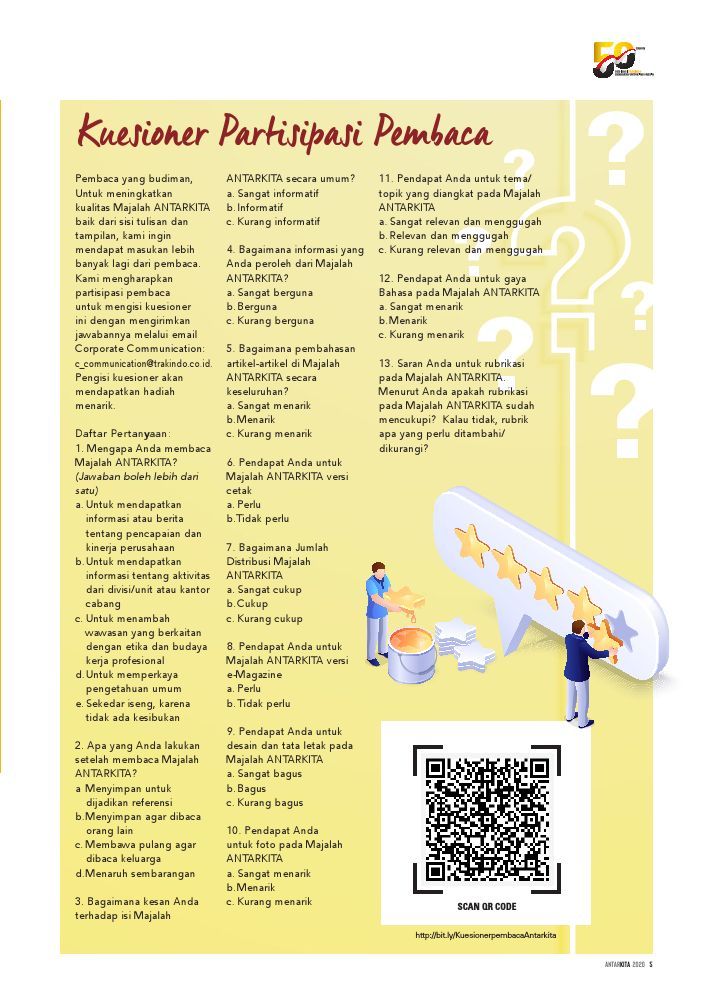 50
Kuesioner Partisipasi Pembaca
Pembaca yang budiman,
Untuk meningkatkan
kualitas Majalah ANTARKITA
baik dari sisi tulisan dan
tampilan, kami ingin
mendapat masukan lebih
banyak lagi dari pembaca.
Kami mengharapkan
partisipasi pembaca
untuk mengisi kuesioner
ini dengan mengirimkan
jawabannya melalui email
Corporate Communication:
c_communication@trakindo.co.id.
Pengisi kuesioner akan
mendapatkan hadiah
menarik.
Daftar Pertanyaan:
1. Mengapa Anda membaca
Majalah ANTARKITA?
(Jawaban boleh lebih dari
satu)
a. Untuk mendapatkan
informasi atau berita
tentang pencapaian dan
kinerja perusahaan
b. Untuk mendapatkan
informasi tentang aktivitas
dari divisi/unit atau kantor
cabang
c. Untuk menambah
wawasan yang berkaitan
dengan etika dan budaya
kerja profesional
d. Untuk memperkaya
pengetahuan umum
e. Sekedar iseng, karena
tidak ada kesibukan
2. Apa yang Anda lakukan
setelah membaca Majalah
ANTARKITA?
a Menyimpan untuk
dijadikan referensi
b. Menyimpan agar dibaca
orang lain
c. Membawa pulang agar
dibaca keluarga
d. Menaruh sembarangan
3. Bagaimana kesan Anda
terhadap isi Majalah
ANTARKITA secara umum?
a. Sangat informatif
b. Informatif
c. Kurang informatif
4. Bagaimana informasi yang
Anda peroleh dari Majalah
ANTARKITA?
a. Sangat berguna
b. Berguna
c. Kurang berguna
5. Bagaimana pembahasan
artikel-artikel di Majalah
ANTARKITA secara
keseluruhan?
a. Sangat menarik
b. Menarik
c. Kurang menarik
6. Pendapat Anda untuk
Majalah ANTARKITA versi
cetak
a. Perlu
b. Tidak perlu
7. Bagaimana Jumlah
Distribusi Majalah
ANTARKITA
a. Sangat cukup
b. Cukup
c. Kurang cukup
8. Pendapat Anda untuk
Majalah ANTARKITA versi
e-Magazine
a. Perlu
b. Tidak perlu
9. Pendapat Anda untuk
desain dan tata letak pada
Majalah ANTARKITA
a. Sangat bagus
b. Bagus
c. Kurang bagus
10. Pendapat Anda
untuk foto pada Majalah
ANTARKITA
a. Sangat menarik
b. Menarik
c. Kurang menarik
11. Pendapat Anda untuk tema/
topik yang diangkat pada Majalah
ANTARKITA
a. Sangat relevan dan menggugah
b. Relevan dan menggugah
c. Kurang relevan dan menggugah
12. Pendapat Anda untuk gaya
Bahasa pada Majalah ANTARKITA
a. Sangat menarik
b. Menarik
c. Kurang menarik
13. Saran Anda untuk rubrikasi
pada Majalah ANTARKITA.
Menurut Anda apakah rubrikasi
pada Majalah ANTARKITA sudah
mencukupi? Kalau tidak, rubrik
apa yang perlu ditambahi/
dikurangi?
SCAN QR CODE
http://bit.ly/KuesionerpembacaAntarkita
ANTARKITA 2020 5